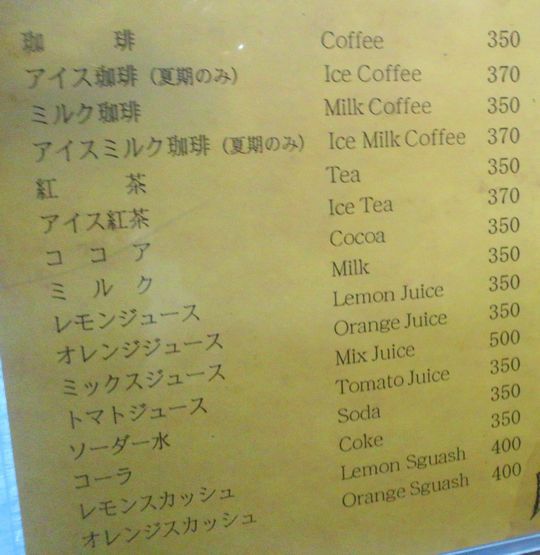 珈琲 Coffee 350
アイス珈琲（夏期のみ） Ice Coffee 370
ミルク珈琲 Milk Coffee 350
アイスミルク珈琲（夏期のみ） Ice Milk Coffee 370
紅茶 Tea 350
アイス紅茶 Ice Tea 370
ココア Cocoa 350
ミルク Milk 350
レモンジュース Lemon Juice 350
オレンジジュース Orange Juice 350
ミックスジュース Mix Juice 500
トマトジュース Tomato Juice 350
ソーダー水 Soda 350
コーラ Coke 350
レモンスカッシュ Lemon Sguash 400
オレンジスカッシュ Orange Sguash 400